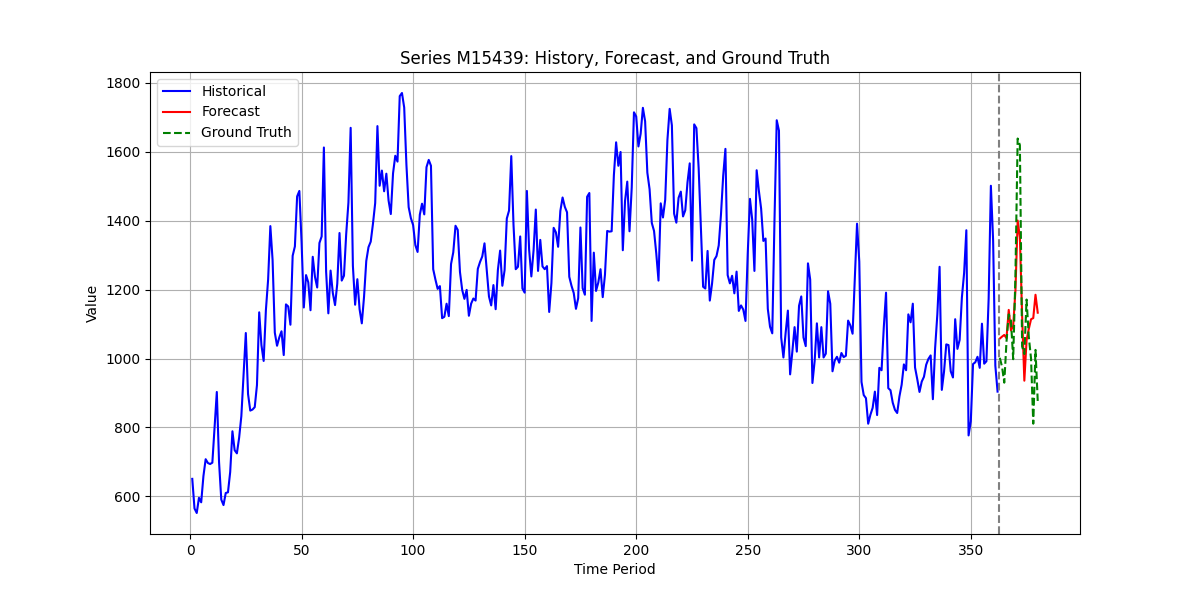 Series M15439: History, Forecast, and Ground Truth
Historical
Forecast
Ground Truth
1800
1600
1400
1200
1000
800
600
Value
0 50 100 150 200 250 300 350
Time Period